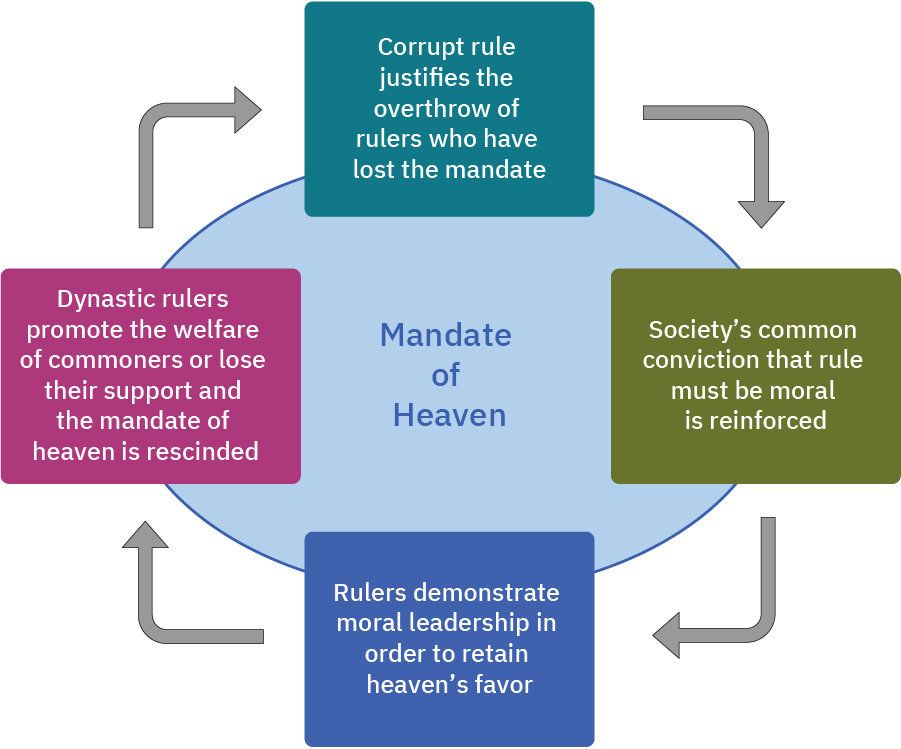 Corrupt rule
justifies the
overthrow of
rulers who have
lost the mandate
Society’s common
conviction that rule
must be moral
is reinforced
Rulers demonstrate
moral leadership in
order to retain
heaven’s favor
Dynastic rulers
promote the welfare
of commoners or lose
their support and
the mandate of
heaven is rescinded
Mandate
of
Heaven